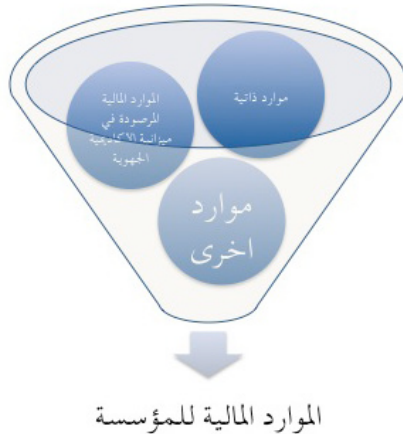 موارد ذاتية
الموارد المالية
المرصودة في
ميزانية الاكاديمية
الجهوية
موارد
اخرى
الموارد المالية للمؤسسة